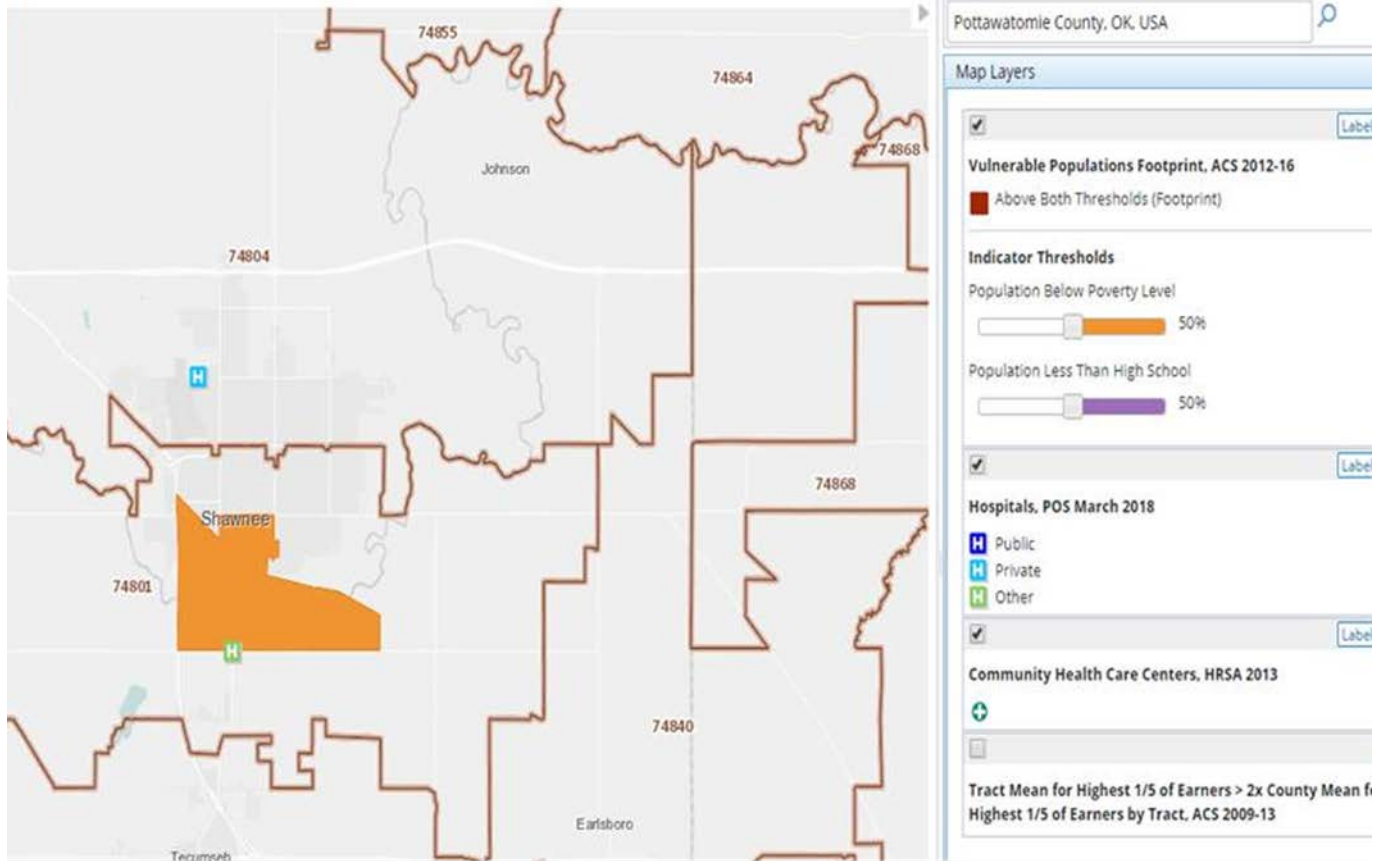 74855
74864
74868
Johnson
74804
Shawnee
74868
74801
74840
Earlsboro
Tecumseh
Pottawatomie County, OK, USA
Map Layers
Label
Vulnerable Populations Footprint, ACS 2012-16
Above Both Thresholds (Footprint)
Indicator Thresholds
Population Below Poverty Level
50%
Population Less Than High School
50%
Label
Hospitals, POS March 2018
H Public
H Private
H Other
Label
Community Health Care Centers, HRSA 2013
Tract Mean for Highest 1/5 of Earners > 2x County Mean f
Highest 1/5 of Earners by Tract, ACS 2009-13
H
H